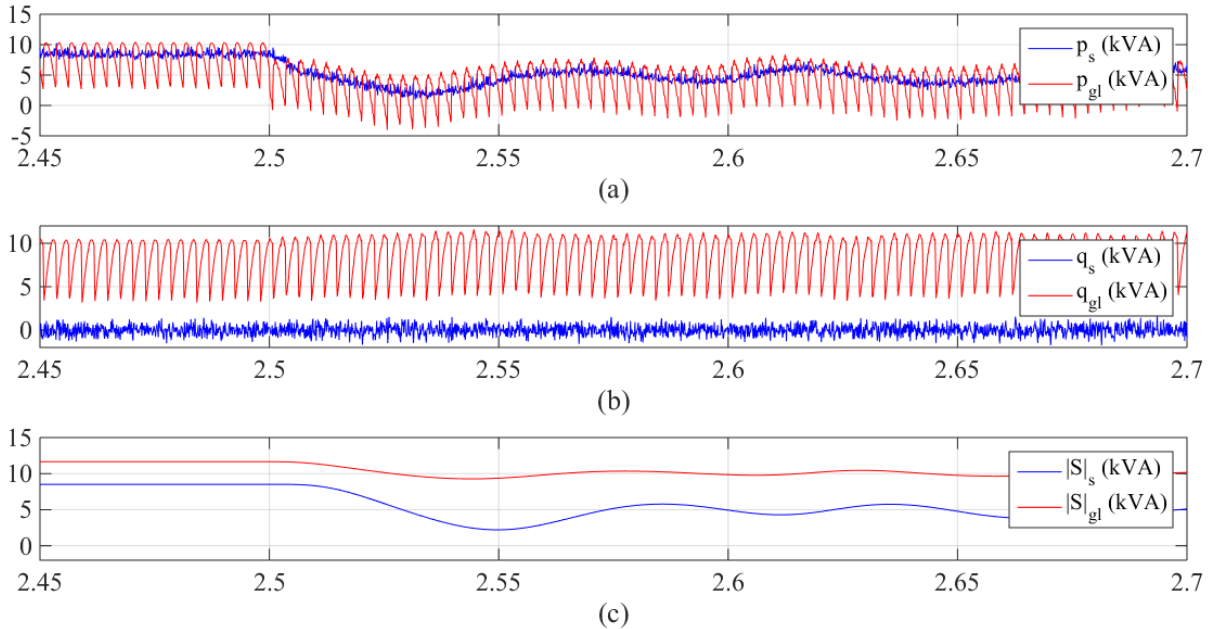 15
10
5
0
-5
p_s (kVA)
p_gl (kVA)
2.45 2.5 2.55 2.6 2.65 2.7
(a)
10
5
0
q_s (kVA)
q_gl (kVA)
2.45 2.5 2.55 2.6 2.65 2.7
(b)
15
10
5
0
|S|_s (kVA)
|S|_gl (kVA)
2.45 2.5 2.55 2.6 2.65 2.7
(c)